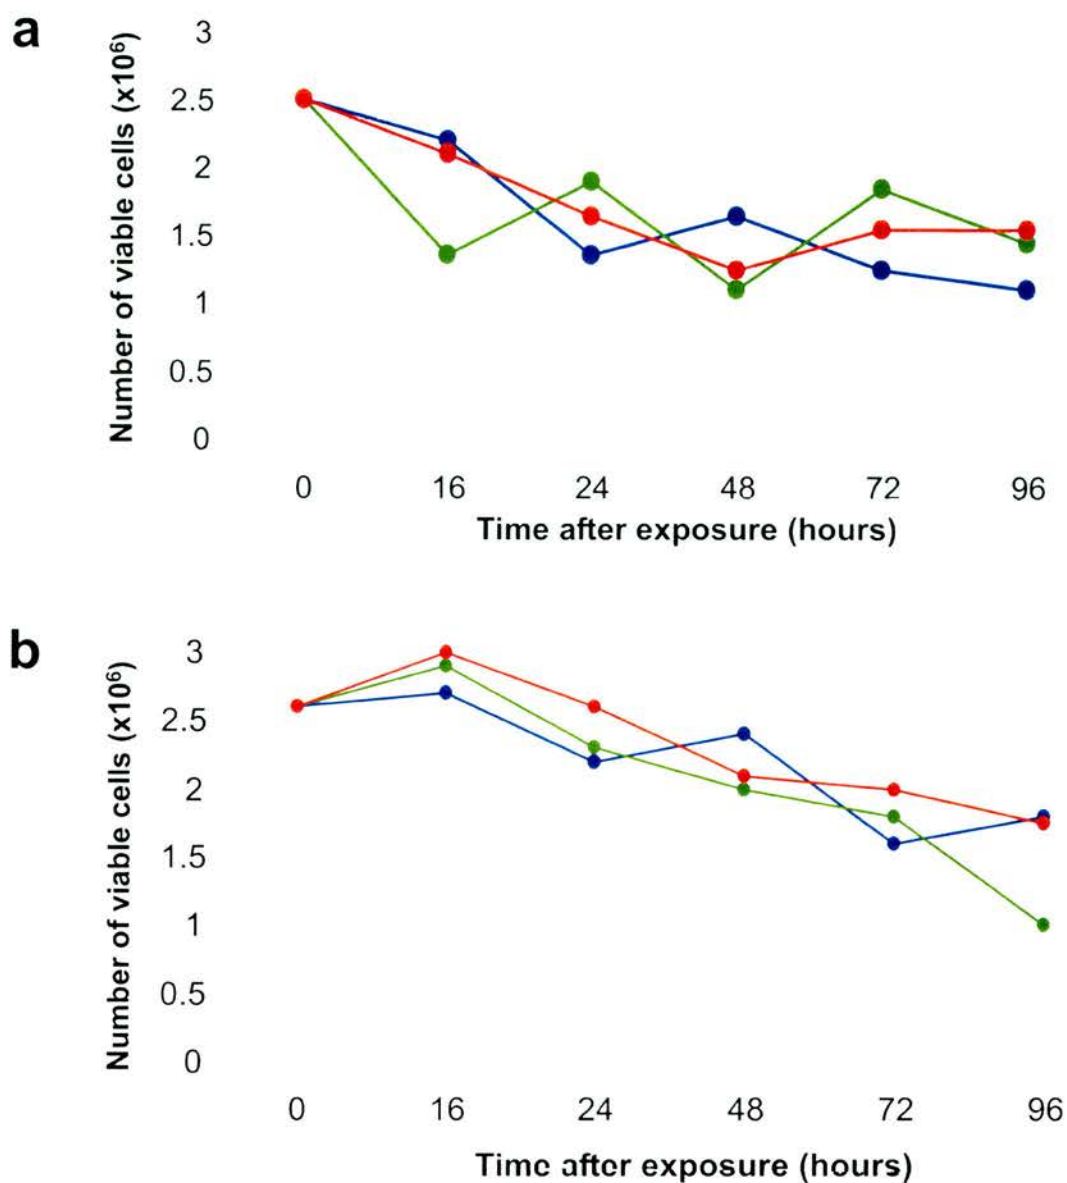 a
Number of viable cells (x10⁶)
3
2.5
2
1.5
1
0.5
0
0 16 24 48 72 96
Time after exposure (hours)
b
Number of viable cells (x10⁶)
3
2.5
2
1.5
1
0.5
0
0 16 24 48 72 96
Time after exposure (hours)